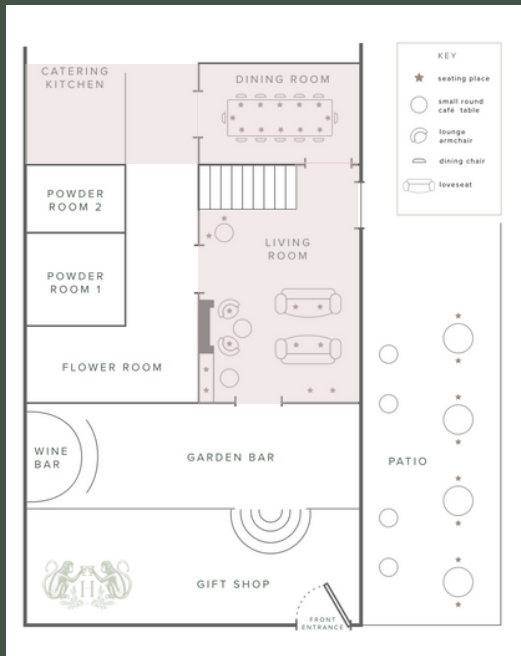 CATERING
KITCHEN
DINING ROOM
KEY
seating place
small round
café table
lounge
armchair
dining chair
loveseat
POWDER
ROOM 2
LIVING
ROOM
POWDER
ROOM 1
FLOWER ROOM
WINE
BAR
GARDEN BAR
PATIO
H
GIFT SHOP
FRONT
ENTRANCE